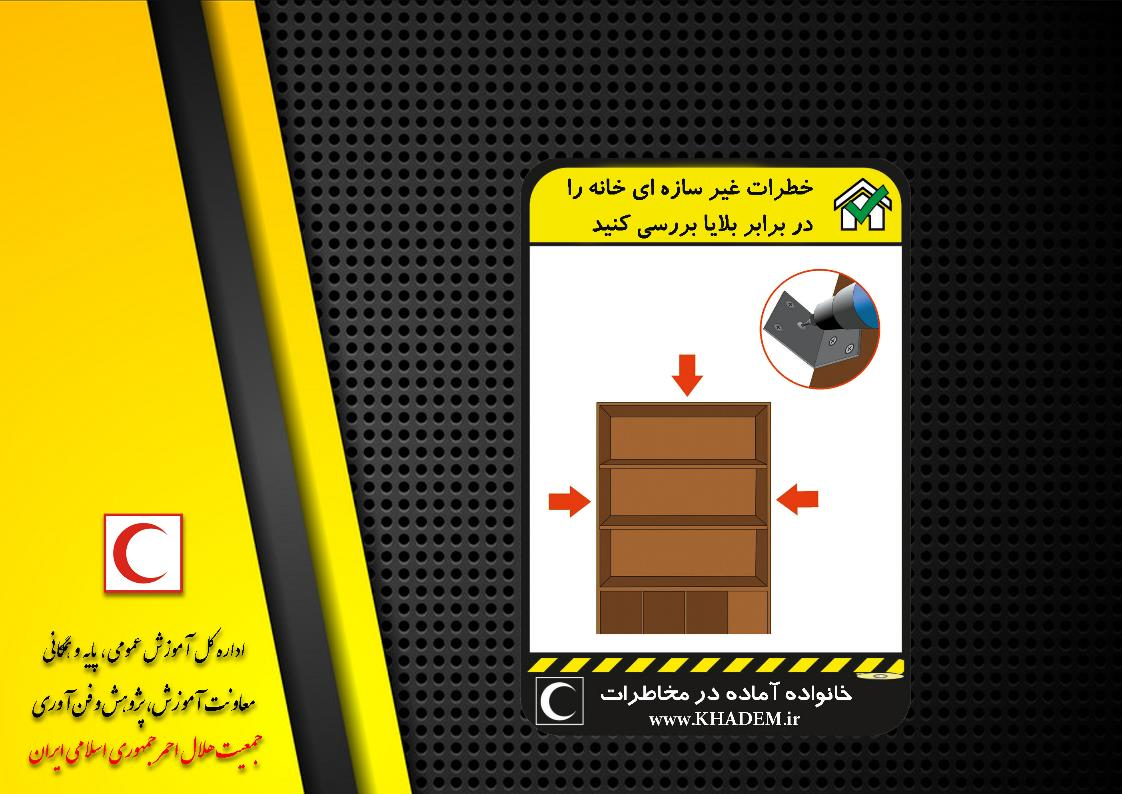 خطرات غیر سازه ای خانه را
در برابر بلایا بررسی کنید
خانواده آماده در مخاطرات
www.KHADEM.ir
اداره کل آموزش عمومی، پایه و همگانی
معاونت آموزش، پژوهش و فن آوری
جمعیت هلال احمر جمهوری اسلامی ایران